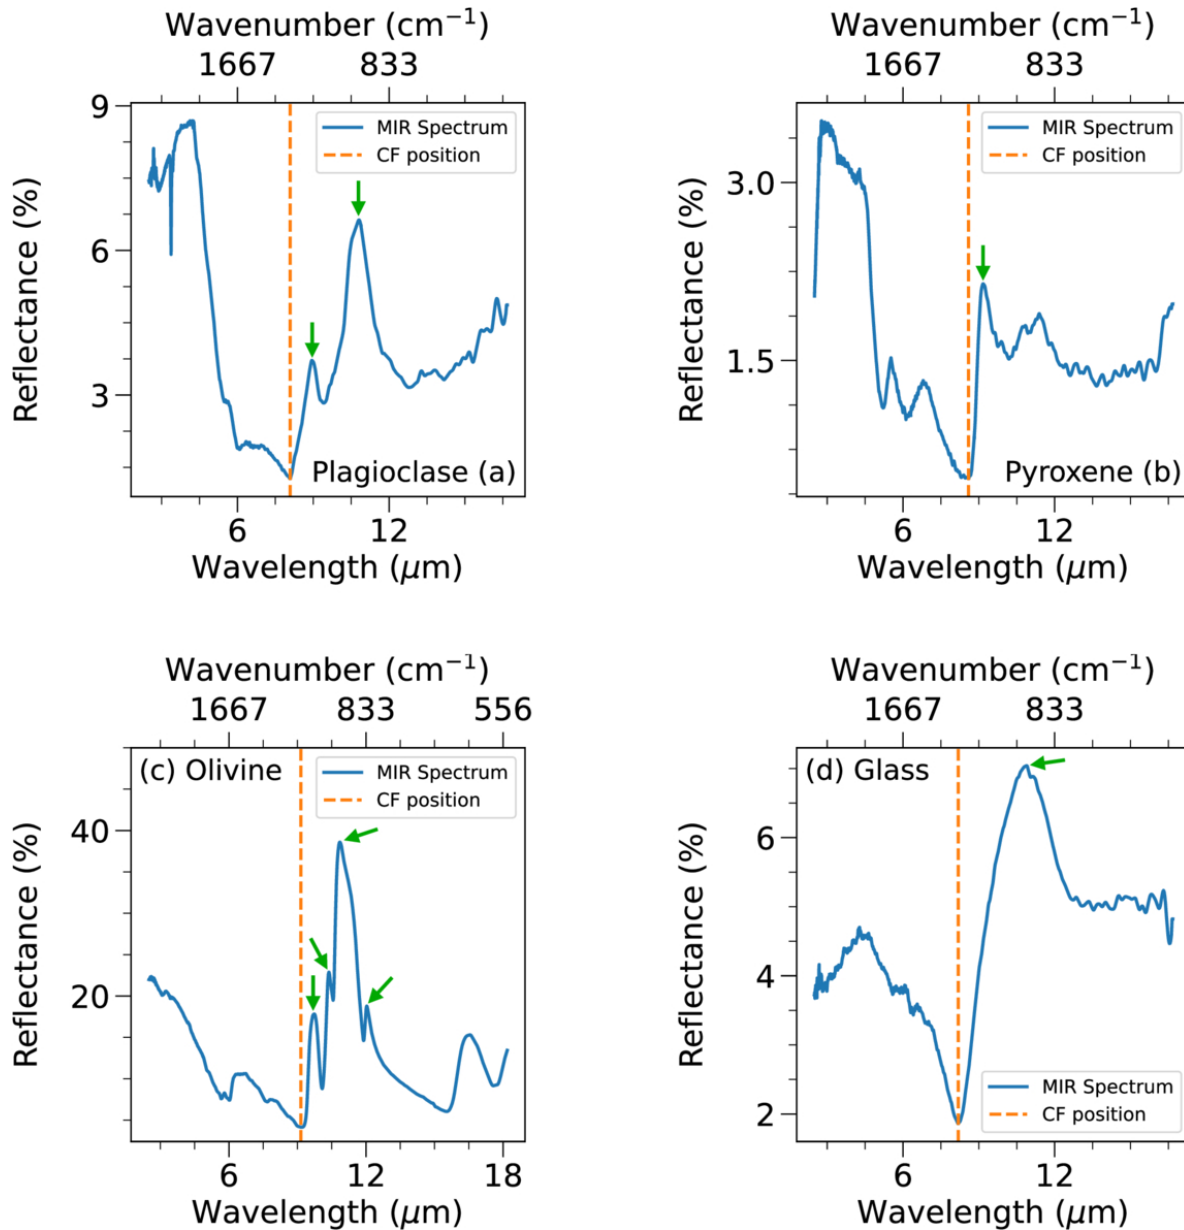 Wavenumber (cm⁻¹)
1667 833
9
6
3
Reflectance (%)
MIR Spectrum
CF position
Plagioclase (a)
6 12
Wavelength (μm)
Wavenumber (cm⁻¹)
1667 833
3.0
1.5
Reflectance (%)
MIR Spectrum
CF position
Pyroxene (b)
6 12
Wavelength (μm)
Wavenumber (cm⁻¹)
1667 833 556
(c) Olivine
40
20
Reflectance (%)
MIR Spectrum
CF position
6 12 18
Wavelength (μm)
Wavenumber (cm⁻¹)
1667 833
(d) Glass
6
4
2
Reflectance (%)
MIR Spectrum
CF position
6 12
Wavelength (μm)